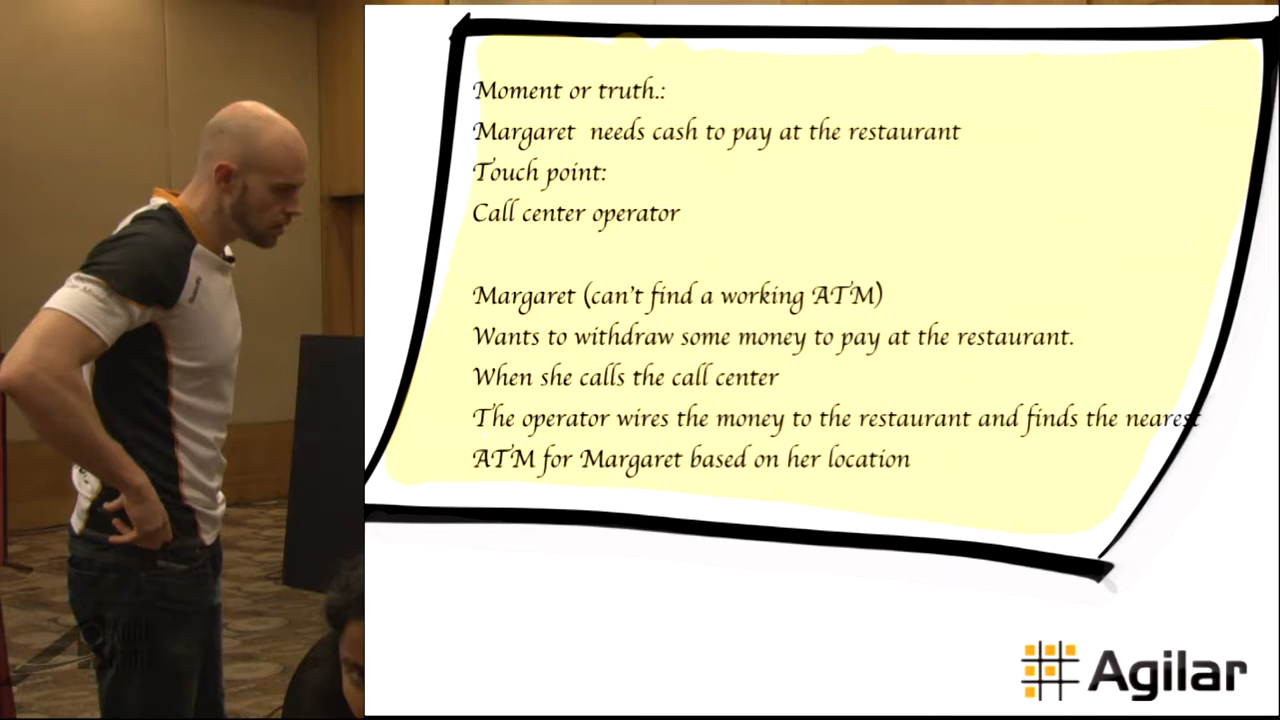 Moment or truth.:
Margaret needs cash to pay at the restaurant
Touch point:
Call center operator
Margaret (can't find a working ATM)
Wants to withdraw some money to pay at the restaurant.
When she calls the call center
The operator wires the money to the restaurant and finds the nearest
ATM for Margaret based on her location
Agilar